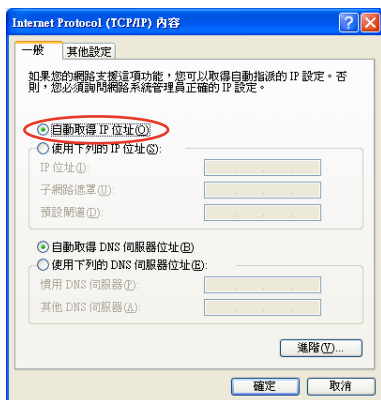 Internet Protocol (TCP/IP) 內容
一般 其他設定
如果您的網路支援這項功能，您可以取得自動指派的 IP 設定。否
則，您必須詢問網路系統管理員正確的 IP 設定。
自動取得 IP 位址(O)
使用下列的 IP 位址(S):
IP 位址(I):
子網路遮罩(U):
預設閘道(D):
自動取得 DNS 伺服器位址(B)
使用下列的 DNS 伺服器位址(E):
慣用 DNS 伺服器(P):
其他 DNS 伺服器(A):
進階(V)...
確定 取消